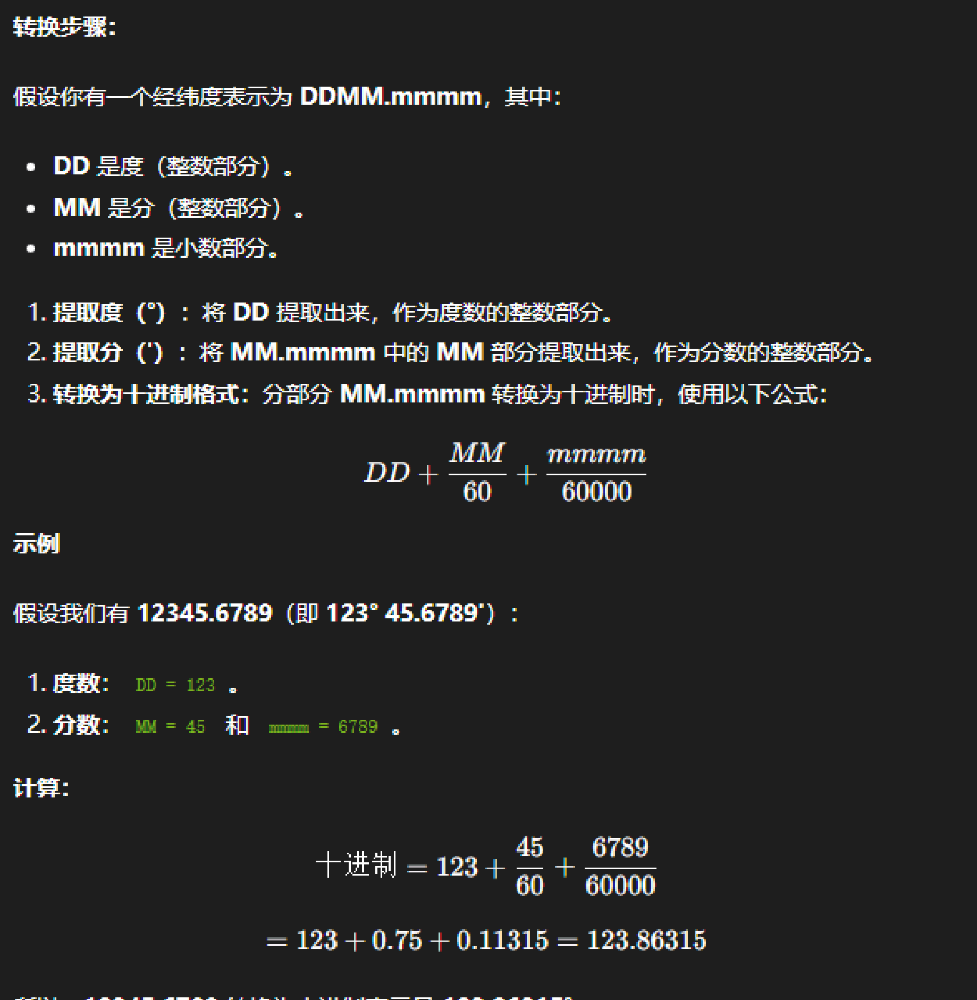 转换步骤：
假设你有一个经纬度表示为 DDMM.mmmm，其中：
• DD 是度（整数部分）。
• MM 是分（整数部分）。
• mmmm 是小数部分。
1. 提取度（°）：将 DD 提取出来，作为度数的整数部分。
2. 提取分（'）：将 MM.mmmm 中的 MM 部分提取出来，作为分数的整数部分。
3. 转换为十进制格式：分部分 MM.mmmm 转换为十进制时，使用以下公式：
DD + MM/60 + mmmm/60000
示例
假设我们有 12345.6789（即 123° 45.6789'）：
1. 度数： DD = 123 。
2. 分数： MM = 45 和 mmmm = 6789 。
计算：
十进制 = 123 + 45/60 + 6789/60000
= 123 + 0.75 + 0.11315 = 123.86315